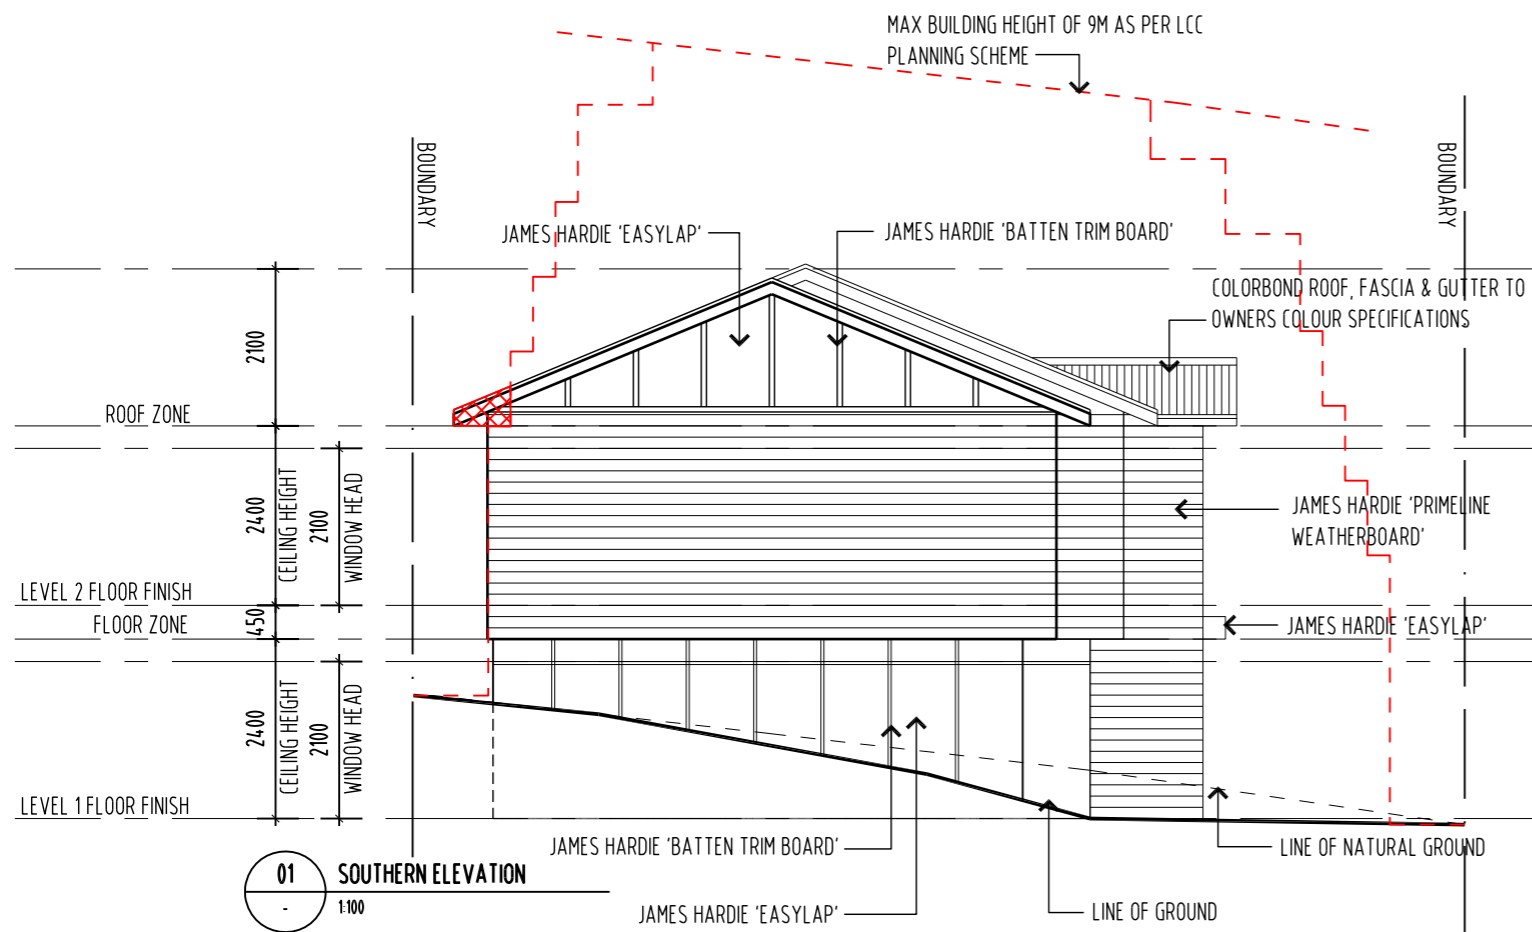 MAX BUILDING HEIGHT OF 9M AS PER LCC
PLANNING SCHEME
BOUNDARY
BOUNDARY
JAMES HARDIE 'EASYLAP'
JAMES HARDIE 'BATTEN TRIM BOARD'
COLORBOND ROOF, FASCIA & GUTTER TO
OWNERS COLOUR SPECIFICATIONS
2100
ROOF ZONE
2400
CEILING HEIGHT
2100
WINDOW HEAD
JAMES HARDIE 'PRIMELINE
WEATHERBOARD'
LEVEL 2 FLOOR FINISH
FLOOR ZONE
450
JAMES HARDIE 'EASYLAP'
2400
CEILING HEIGHT
2100
WINDOW HEAD
LEVEL 1 FLOOR FINISH
JAMES HARDIE 'BATTEN TRIM BOARD'
LINE OF NATURAL GROUND
01
SOUTHERN ELEVATION
-
1:100
JAMES HARDIE 'EASYLAP'
LINE OF GROUND